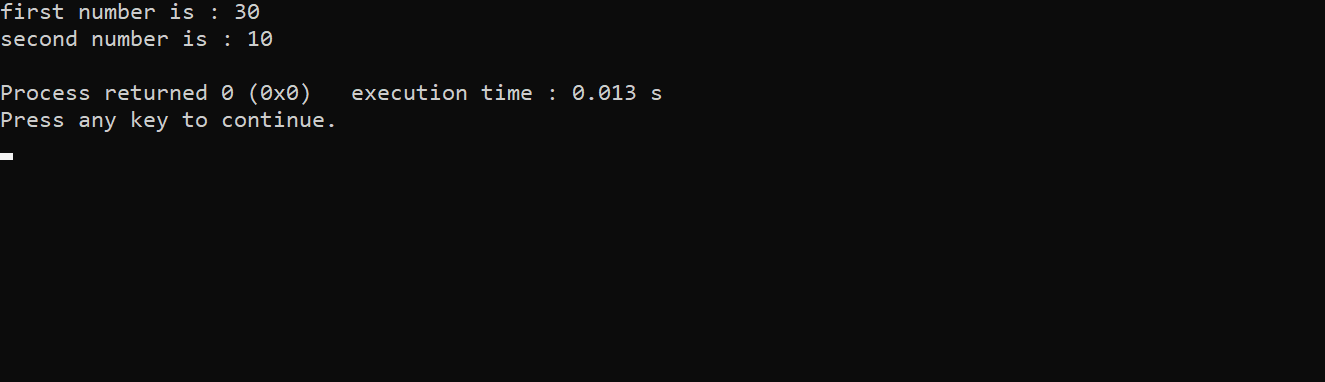 first number is : 30
second number is : 10
Process returned 0 (0x0)   execution time : 0.013 s
Press any key to continue.